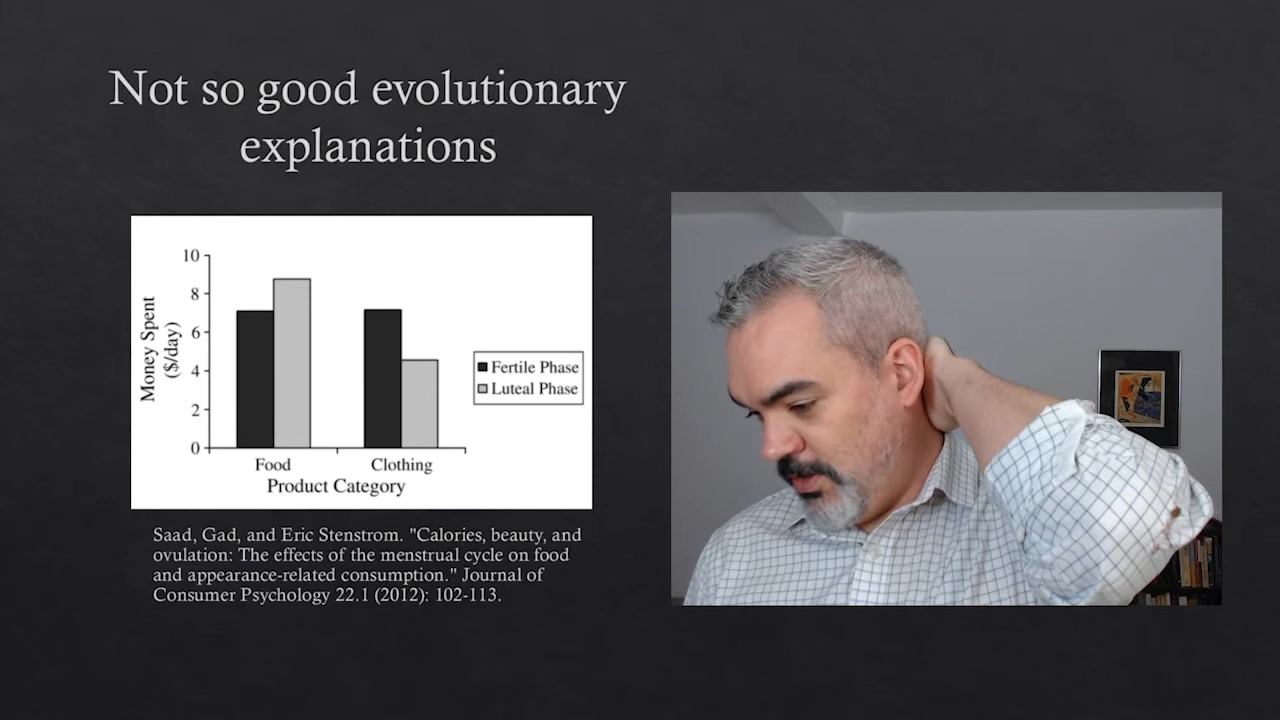 Not so good evolutionary
explanations
10
8
6
4
2
0
Money Spent
($/day)
Food
Clothing
Product Category
Fertile Phase
Luteal Phase
Saad, Gad, and Eric Stenstrom. "Calories, beauty, and
ovulation: The effects of the menstrual cycle on food
and appearance-related consumption." Journal of
Consumer Psychology 22.1 (2012): 102-113.